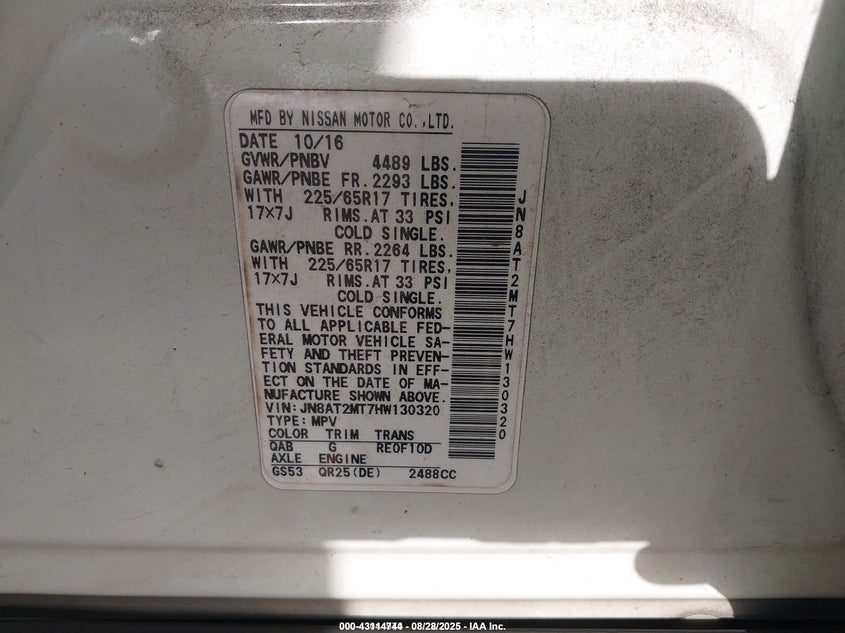 MFD BY NISSAN MOTOR CO.,LTD.
DATE 10/16
GVWR/PNBV 4489 LBS.
GAWR/PNBE FR. 2293 LBS.
WITH 225/65R17 TIRES,
17×7J RIMS. AT 33 PSI
COLD SINGLE.
GAWR/PNBE RR. 2264 LBS.
WITH 225/65R17 TIRES,
17×7J RIMS. AT 33 PSI
COLD SINGLE.
THIS VEHICLE CONFORMS
TO ALL APPLICABLE FED-
ERAL MOTOR VEHICLE SA-
FETY AND THEFT PREVEN-
TION STANDARDS IN EFF-
ECT ON THE DATE OF MA-
NUFACTURE SHOWN ABOVE.
VIN: JN8AT2MT7HW130320
TYPE: MPV
COLOR TRIM TRANS
QAB G RE0F10D
AXLE ENGINE
GS53 QR25(DE) 2488CC
JN8AT2MT7HW130320
000-43114744 - 08/28/2025 - IAA Inc.